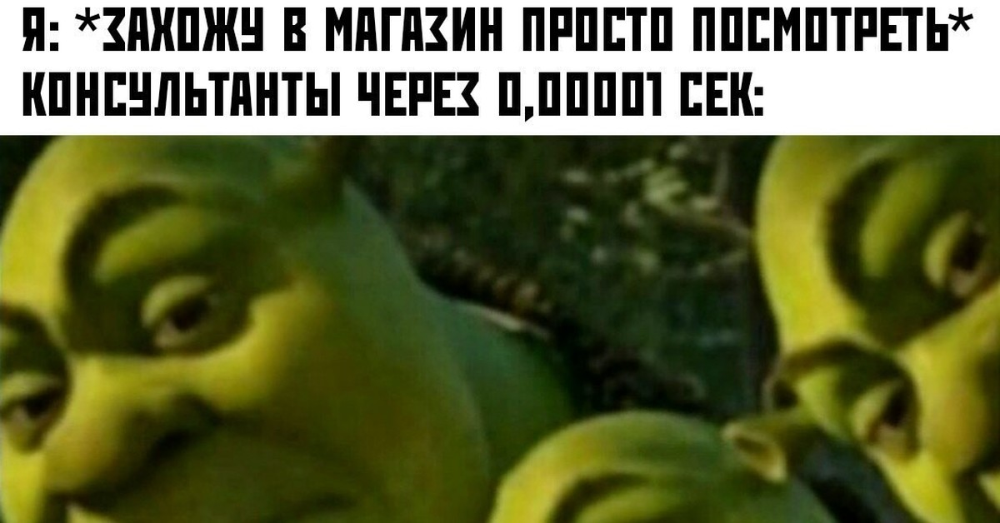 Я: *ЗАХОЖУ В МАГАЗИН ПРОСТО ПОСМОТРЕТЬ*
КОНСУЛЬТАНТЫ ЧЕРЕЗ 0,00001 СЕК: